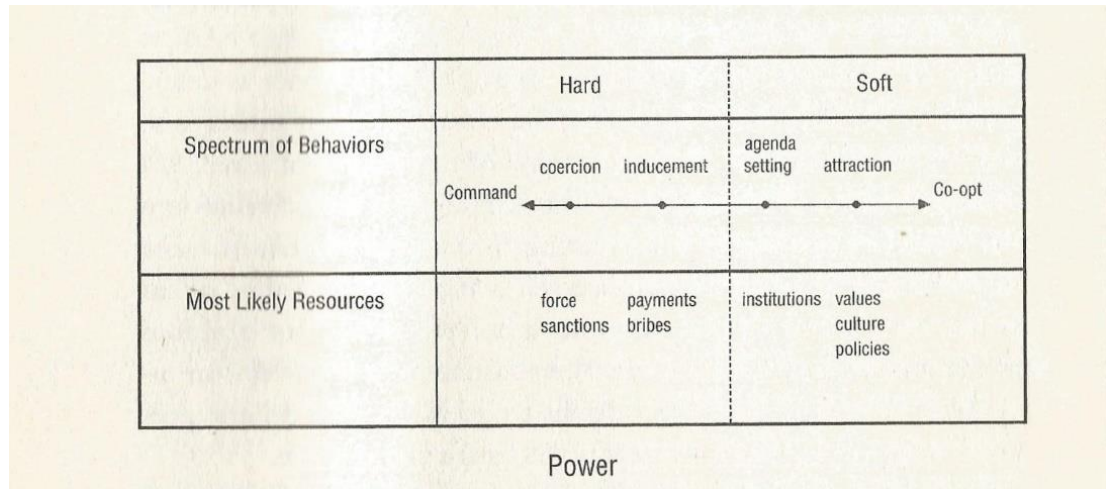 Hard
Soft
Spectrum of Behaviors
coercion
inducement
agenda
setting
attraction
Command
Co-opt
Most Likely Resources
force
sanctions
payments
bribes
institutions
values
culture
policies
Power